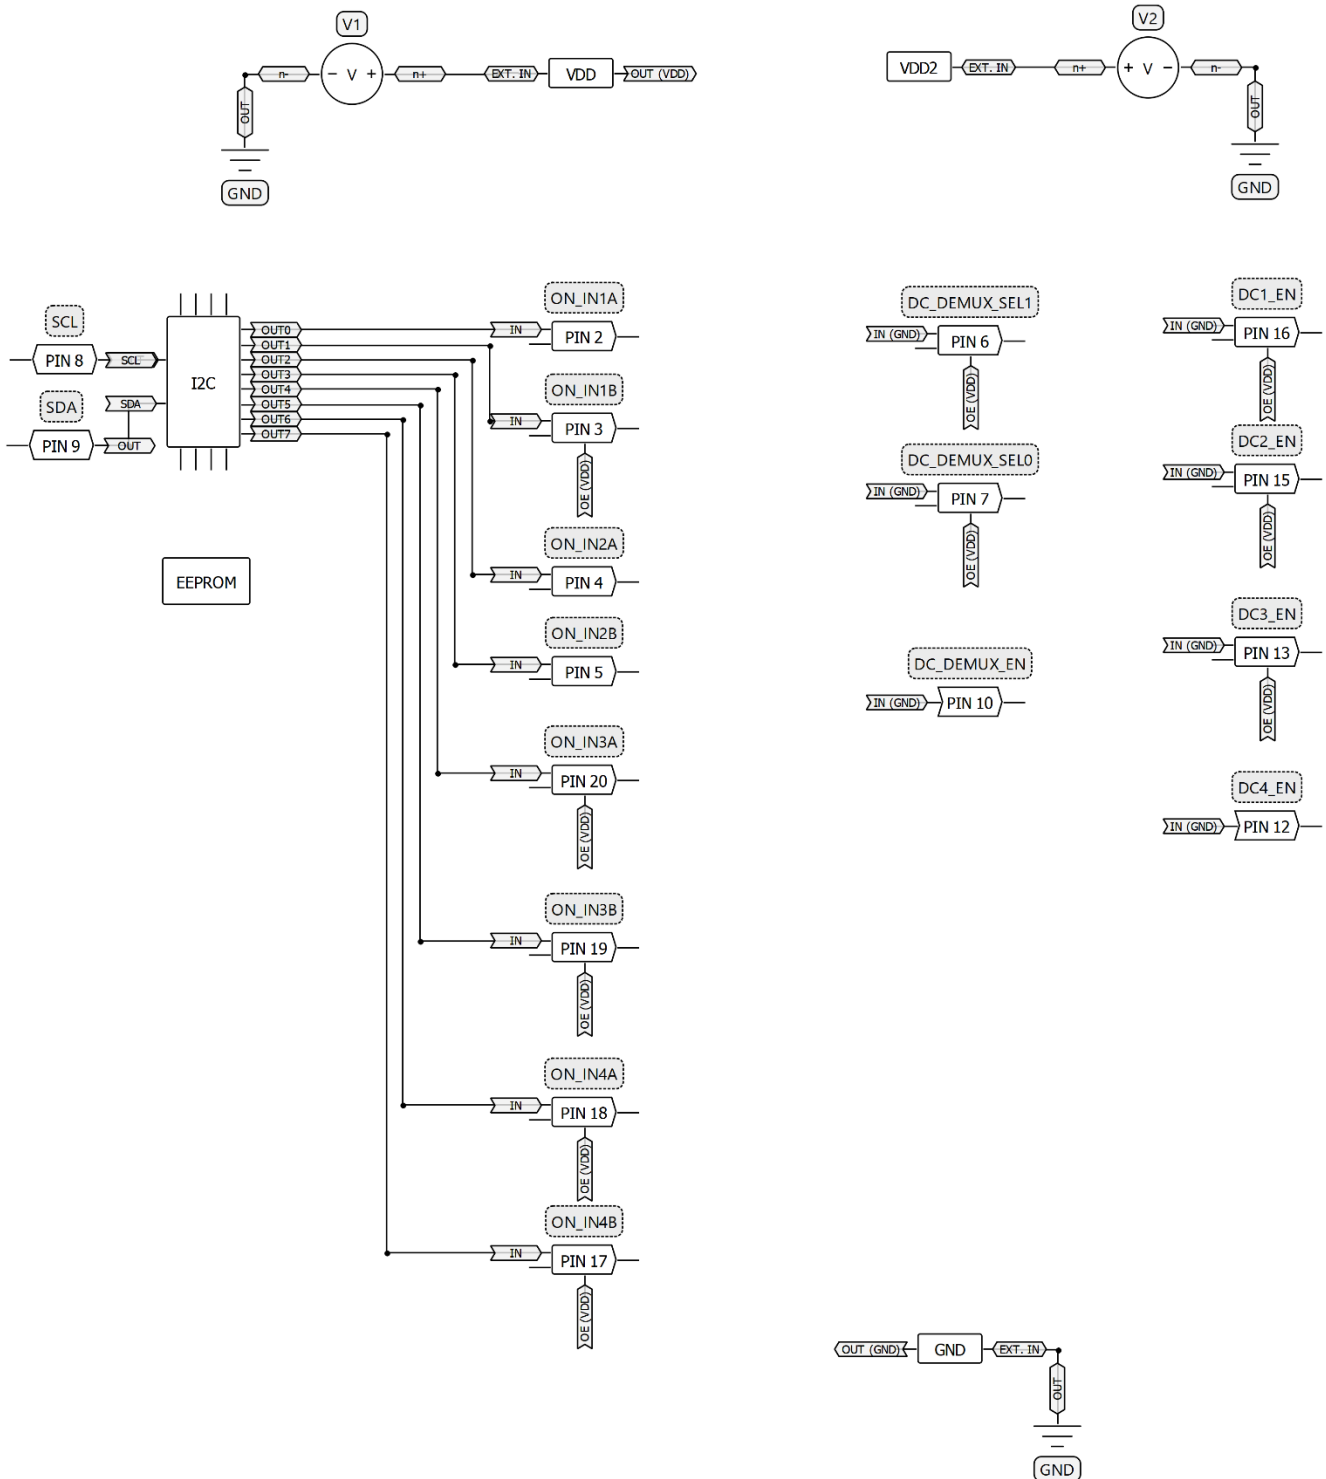 V1
n-
− V +
n+
EXT. IN
VDD
OUT (VDD)
OUT
GND
V2
VDD2
EXT. IN
n+
+ V −
n-
OUT
GND
SCL
PIN 8
SCL
SDA
PIN 9
SDA
OUT
I2C
OUT0
OUT1
OUT2
OUT3
OUT4
OUT5
OUT6
OUT7
EEPROM
ON_IN1A
IN
PIN 2
ON_IN1B
IN
PIN 3
OE (VDD)
ON_IN2A
IN
PIN 4
ON_IN2B
IN
PIN 5
ON_IN3A
IN
PIN 20
OE (VDD)
ON_IN3B
IN
PIN 19
OE (VDD)
ON_IN4A
IN
PIN 18
OE (VDD)
ON_IN4B
IN
PIN 17
OE (VDD)
DC_DEMUX_SEL1
IN (GND)
PIN 6
OE (VDD)
DC_DEMUX_SEL0
IN (GND)
PIN 7
OE (VDD)
DC_DEMUX_EN
IN (GND)
PIN 10
DC1_EN
IN (GND)
PIN 16
OE (VDD)
DC2_EN
IN (GND)
PIN 15
OE (VDD)
DC3_EN
IN (GND)
PIN 13
OE (VDD)
DC4_EN
IN (GND)
PIN 12
OUT (GND)
GND
EXT. IN
OUT
GND